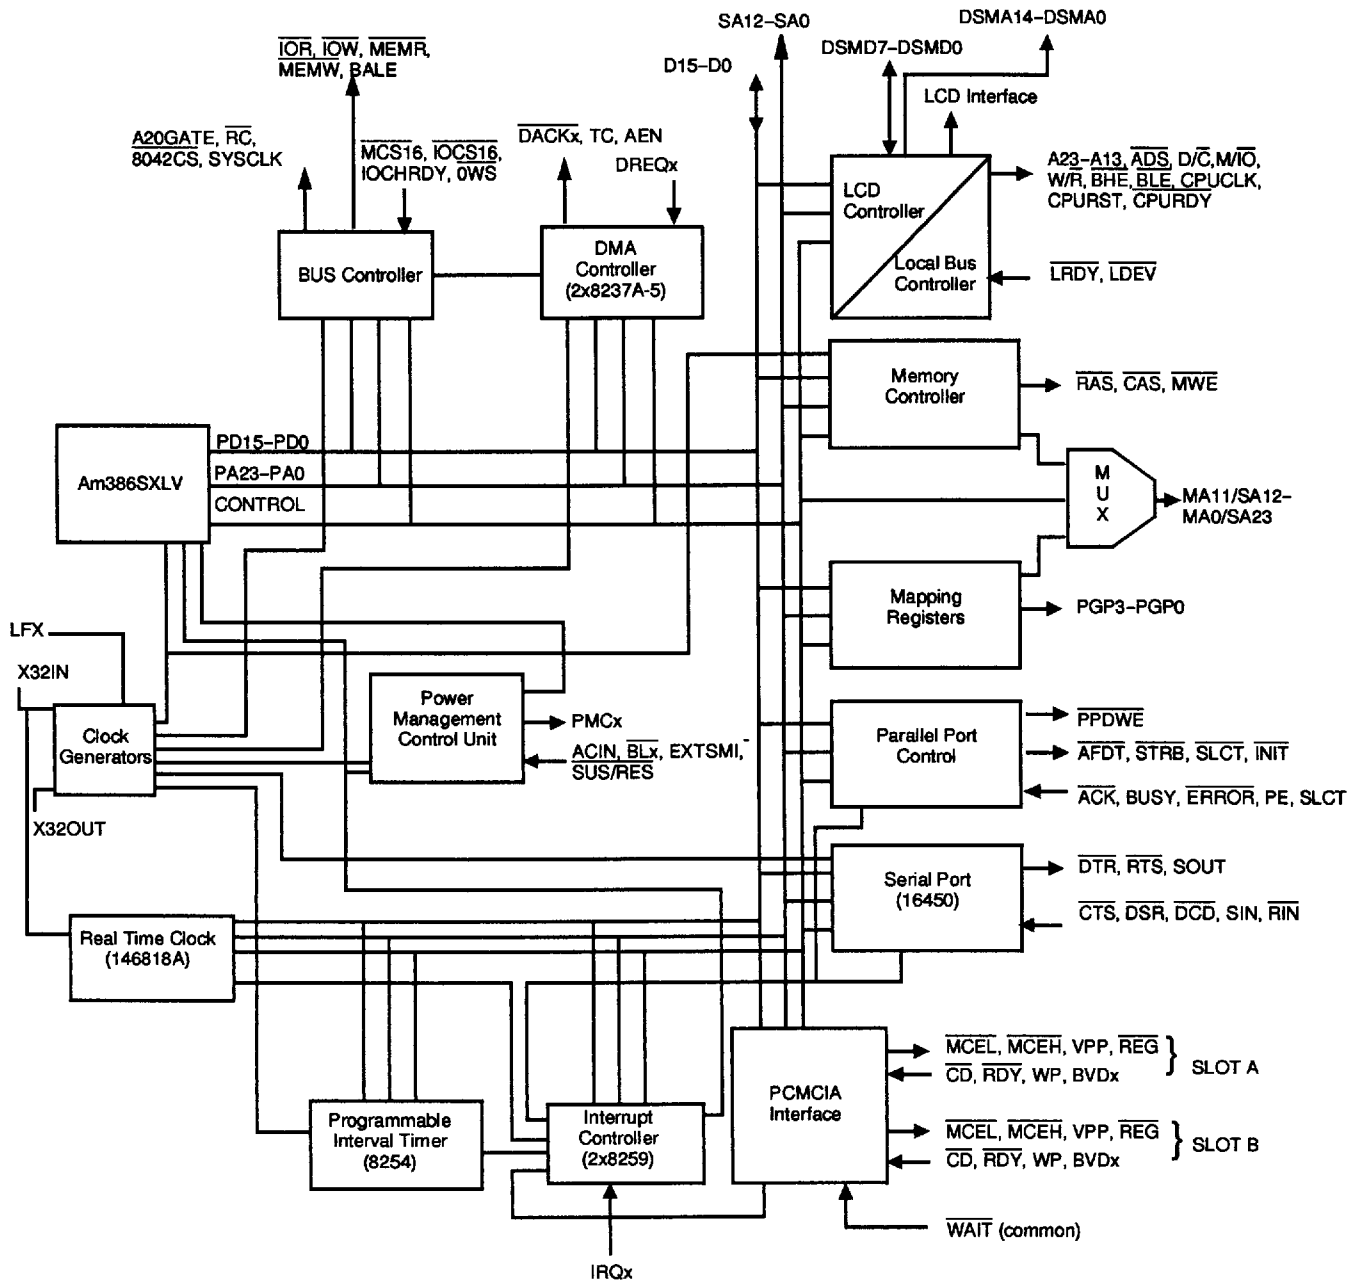 SA12–SA0
DSMA14–DSMA0
DSMD7–DSMD0
D15–D0
LCD Interface
IOR, IOW, MEMR,
MEMW, BALE
A20GATE, RC,
8042CS, SYSCLK
MCS16, IOCS16,
IOCHRDY, 0WS
DACKx, TC, AEN
DREQx
BUS Controller
DMA
Controller
(2x8237A-5)
LCD
Controller
Local Bus
Controller
A23–A13, ADS, D/C, M/IO,
W/R, BHE, BLE, CPUCLK,
CPURST, CPURDY
LRDY, LDEV
Memory
Controller
RAS, CAS, MWE
Am386SXLV
PD15–PD0
PA23–PA0
CONTROL
M
U
X
MA11/SA12–
MA0/SA23
Mapping
Registers
PGP3–PGP0
LFX
X32IN
Clock
Generators
X32OUT
Power
Management
Control Unit
PMCx
ACIN, BLx, EXTSMI,
SUS/RES
Parallel Port
Control
PPDWE
AFDT, STRB, SLCT, INIT
ACK, BUSY, ERROR, PE, SLCT
Serial Port
(16450)
DTR, RTS, SOUT
CTS, DSR, DCD, SIN, RIN
Real Time Clock
(146818A)
Programmable
Interval Timer
(8254)
Interrupt
Controller
(2x8259)
IRQx
PCMCIA
Interface
MCEL, MCEH, VPP, REG
CD, RDY, WP, BVDx
} SLOT A
MCEL, MCEH, VPP, REG
CD, RDY, WP, BVDx
} SLOT B
WAIT (common)